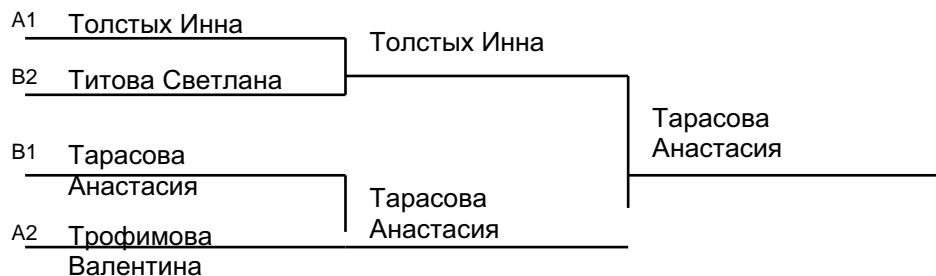 A1 Толстых Инна
Толстых Инна
B2 Титова Светлана
Тарасова
Анастасия
B1 Тарасова
Анастасия
Тарасова
Анастасия
A2 Трофимова
Валентина